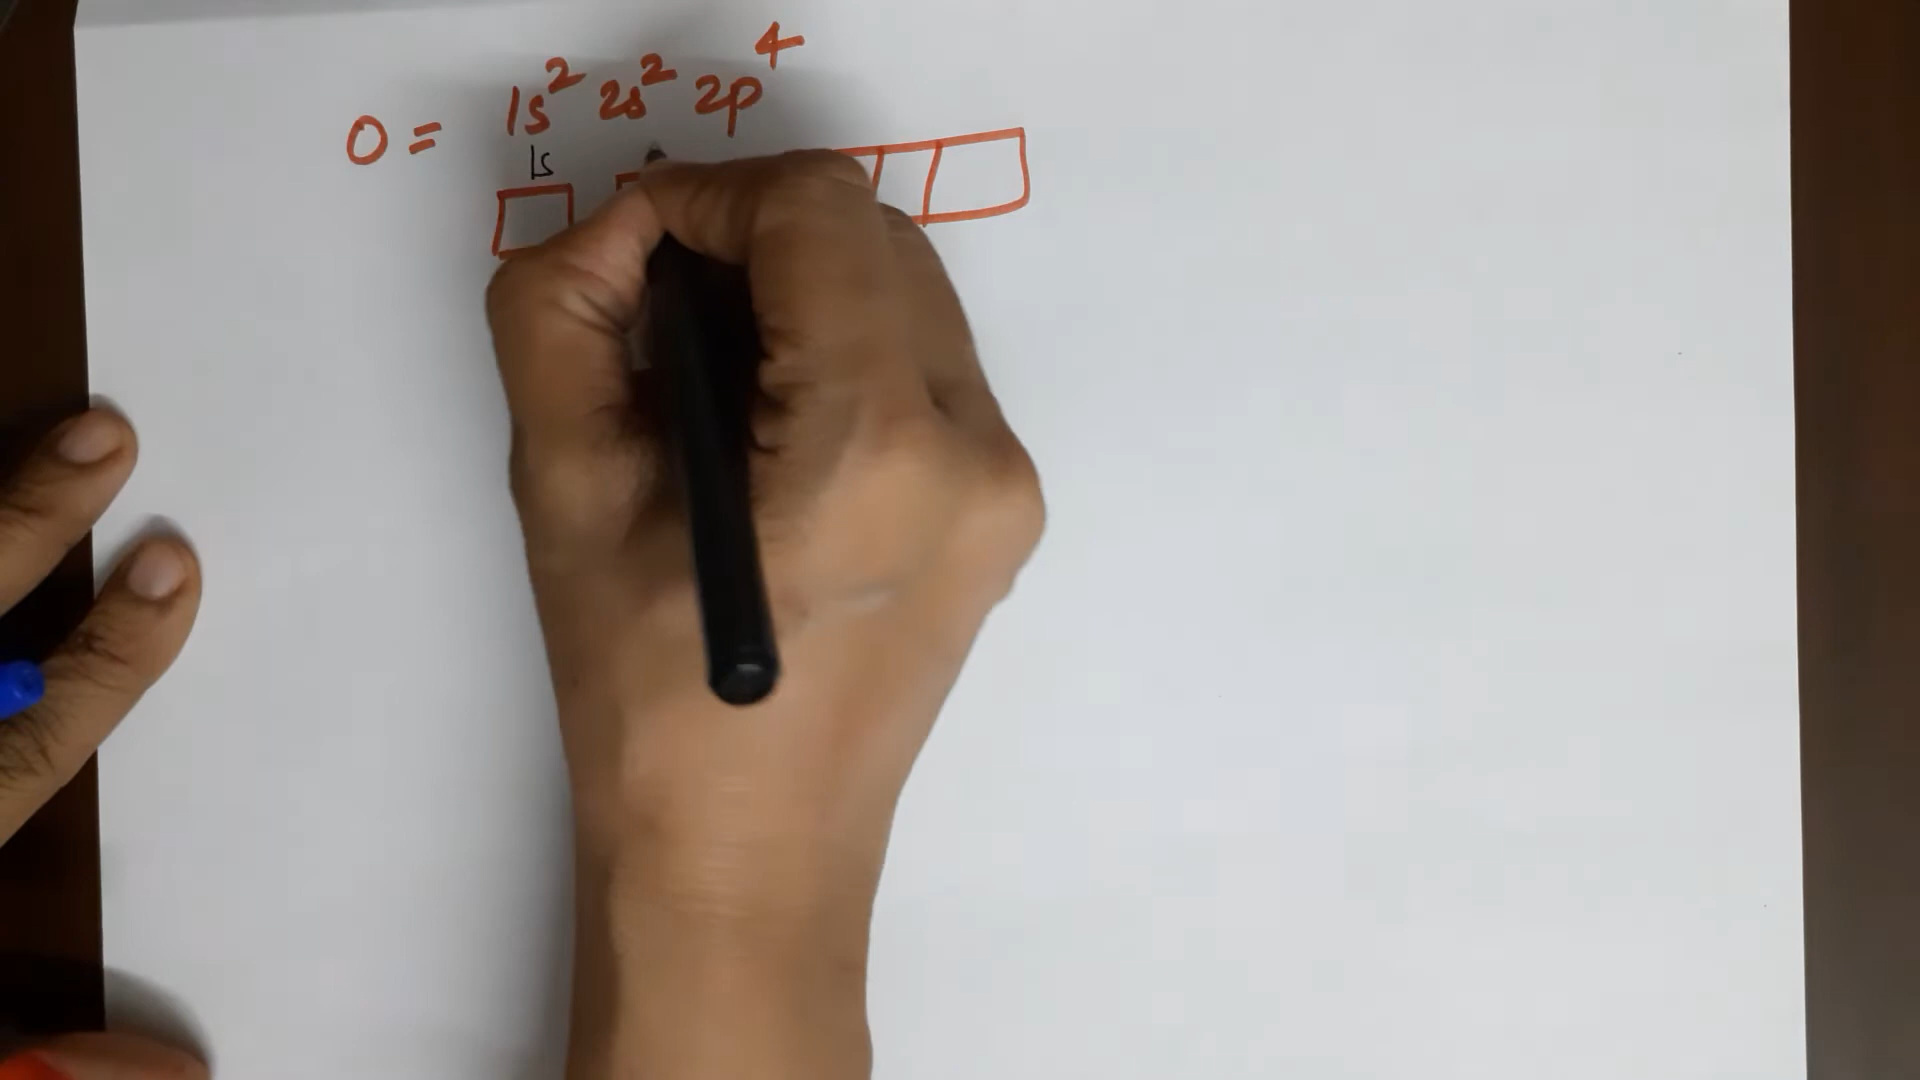 O = 1s² 2s² 2p⁴
1s